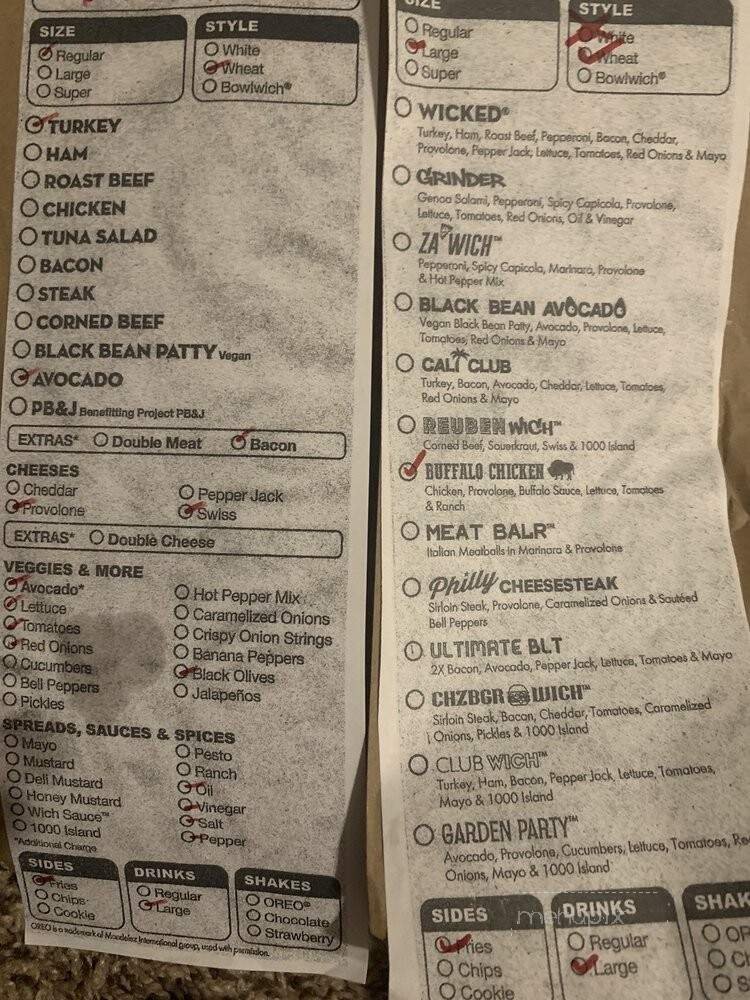 SIZE
Regular
Large
Super
STYLE
White
Wheat
Bowlwich®
TURKEY
HAM
ROAST BEEF
CHICKEN
TUNA SALAD
BACON
STEAK
CORNED BEEF
BLACK BEAN PATTY Vegan
AVOCADO
PB&J Benefitting Project PB&J
EXTRAS* Double Meat Bacon
CHEESES
Cheddar
Provolone
Pepper Jack
Swiss
EXTRAS* Double Cheese
VEGGIES & MORE
Avocado*
Lettuce
Tomatoes
Red Onions
Cucumbers
Bell Peppers
Pickles
Hot Pepper Mix
Caramelized Onions
Crispy Onion Strings
Banana Peppers
Black Olives
Jalapeños
SPREADS, SAUCES & SPICES
Mayo
Mustard
Deli Mustard
Honey Mustard
Wich Sauce™
1000 Island
Pesto
Ranch
Oil
Vinegar
Salt
Pepper
*Additional Charge
SIDES
Fries
Chips
Cookie
DRINKS
Regular
Large
SHAKES
OREO®
Chocolate
Strawberry
OREO is a trademark of Mondelez International group, used with permission.
SIZE
Regular
Large
Super
STYLE
White
Wheat
Bowlwich®
WICKED®
Turkey, Ham, Roast Beef, Pepperoni, Bacon, Cheddar,
Provolone, Pepper Jack, Lettuce, Tomatoes, Red Onions & Mayo
GRINDER
Genoa Salami, Pepperoni, Spicy Capicola, Provolone,
Lettuce, Tomatoes, Red Onions, Oil & Vinegar
ZA'WICH™
Pepperoni, Spicy Capicola, Marinara, Provolone
& Hot Pepper Mix
BLACK BEAN AVOCADO
Vegan Black Bean Patty, Avocado, Provolone, Lettuce,
Tomatoes, Red Onions & Mayo
CALI CLUB
Turkey, Bacon, Avocado, Cheddar, Lettuce, Tomatoes,
Red Onions & Mayo
REUBEN WICH™
Corned Beef, Sauerkraut, Swiss & 1000 Island
BUFFALO CHICKEN
Chicken, Provolone, Buffalo Sauce, Lettuce, Tomatoes
& Ranch
MEAT BALR™
Italian Meatballs in Marinara & Provolone
Philly CHEESESTEAK
Sirloin Steak, Provolone, Caramelized Onions & Sautéed
Bell Peppers
ULTIMATE BLT
2X Bacon, Avocado, Pepper Jack, Lettuce, Tomatoes & Mayo
CHZBGR WICH™
Sirloin Steak, Bacon, Cheddar, Tomatoes, Caramelized
Onions, Pickles & 1000 Island
CLUB WICH™
Turkey, Ham, Bacon, Pepper Jack, Lettuce, Tomatoes,
Mayo & 1000 Island
GARDEN PARTY™
Avocado, Provolone, Cucumbers, Lettuce, Tomatoes, Re
Onions, Mayo & 1000 Island
SIDES
Fries
Chips
Cookie
DRINKS
Regular
Large
SHAK
OR
Ch
S
menupix